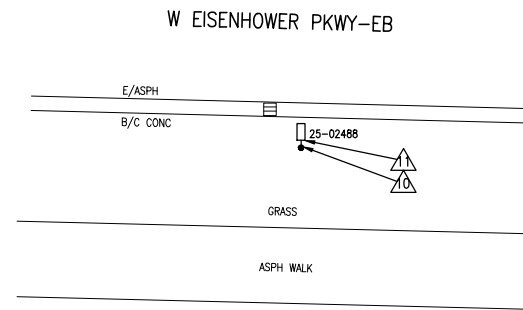 W EISENHOWER PKWY-EB
E/ASPH
B/C CONC
25-02488
11
10
GRASS
ASPH WALK